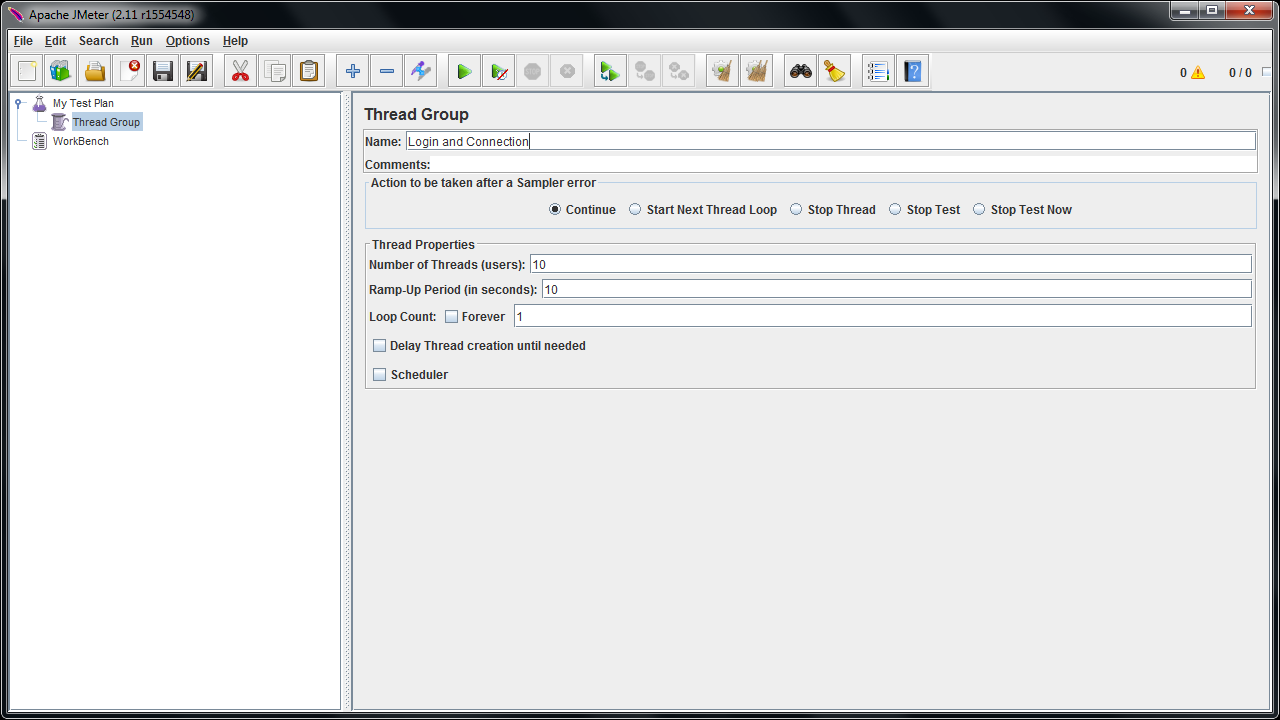 Apache JMeter (2.11 r1554548)
File Edit Search Run Options Help
0 0 / 0
My Test Plan
Thread Group
WorkBench
Thread Group
Name: Login and Connection
Comments:
Action to be taken after a Sampler error
Continue Start Next Thread Loop Stop Thread Stop Test Stop Test Now
Thread Properties
Number of Threads (users): 10
Ramp-Up Period (in seconds): 10
Loop Count: Forever 1
Delay Thread creation until needed
Scheduler